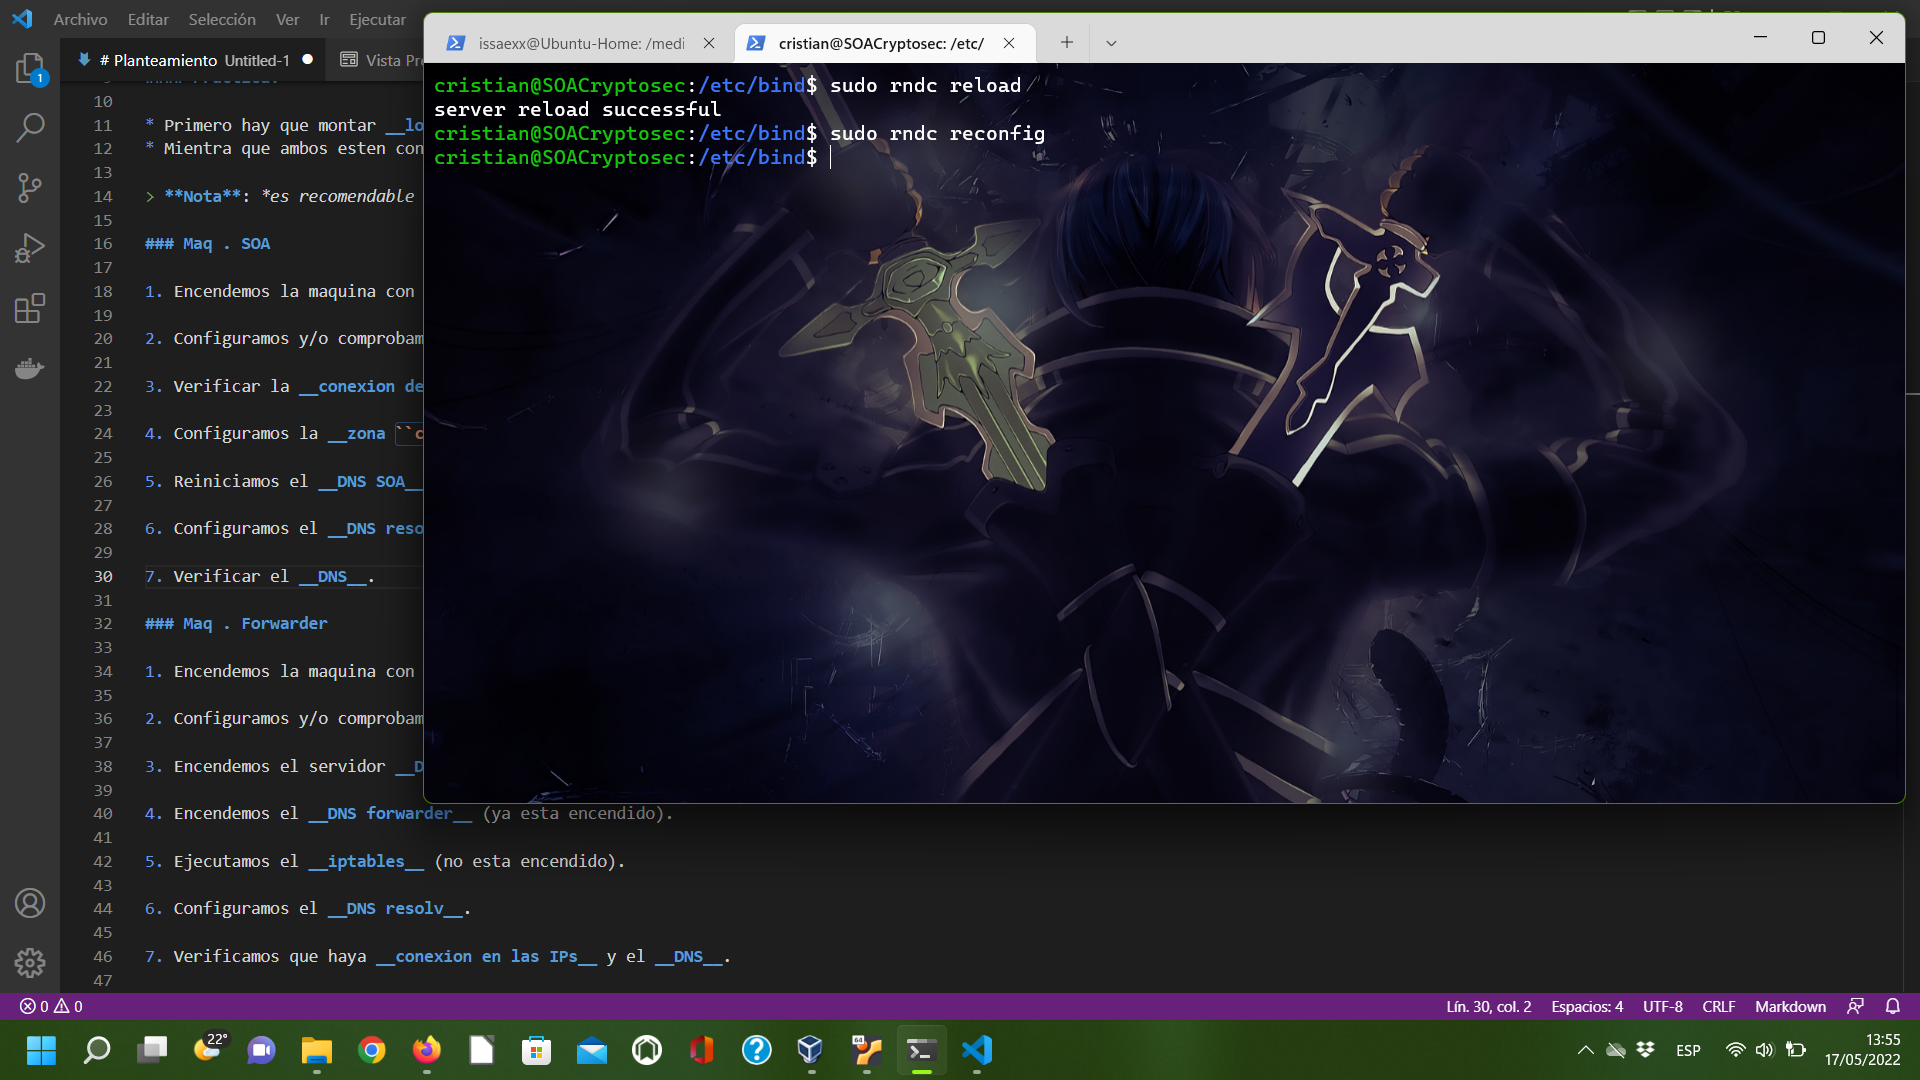 Archivo Editar Selección Ver Ir Ejecutar
# Planteamiento Untitled-1
Vista Pr
issaexx@Ubuntu-Home: /medi
cristian@SOACryptosec: /etc/
cristian@SOACryptosec:/etc/bind$ sudo rndc reload
server reload successful
cristian@SOACryptosec:/etc/bind$ sudo rndc reconfig
cristian@SOACryptosec:/etc/bind$
1
10
11 * Primero hay que montar __lo
12 * Mientra que ambos esten con
13
14 > **Nota**: *es recomendable
15
16 ### Maq . SOA
17
18 1. Encendemos la maquina con
19
20 2. Configuramos y/o comprobam
21
22 3. Verificar la __conexion de
23
24 4. Configuramos la __zona ``c
25
26 5. Reiniciamos el __DNS SOA__
27
28 6. Configuramos el __DNS reso
29
30 7. Verificar el __DNS__.
31
32 ### Maq . Forwarder
33
34 1. Encendemos la maquina con
35
36 2. Configuramos y/o comprobam
37
38 3. Encendemos el servidor __D
39
40 4. Encendemos el __DNS forwarder__ (ya esta encendido).
41
42 5. Ejecutamos el __iptables__ (no esta encendido).
43
44 6. Configuramos el __DNS resolv__.
45
46 7. Verificamos que haya __conexion en las IPs__ y el __DNS__.
47
0 0
Lín. 30, col. 2 Espacios: 4 UTF-8 CRLF Markdown
22°
64
ESP
13:55
17/05/2022